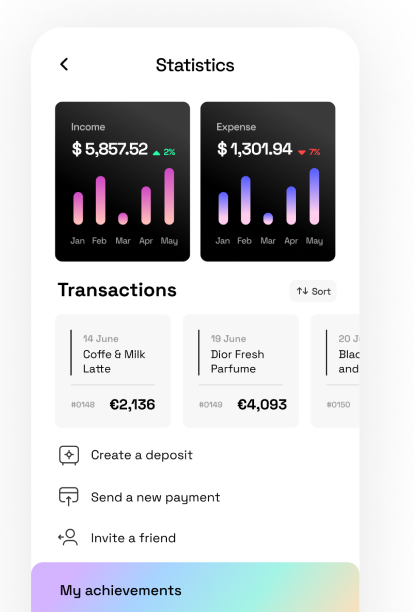 Statistics
Income
$ 5,857.52 2%
Jan Feb Mar Apr May
Expense
$ 1,301.94 7%
Jan Feb Mar Apr May
Transactions
Sort
14 June
Coffe & Milk
Latte
#0148 €2,136
19 June
Dior Fresh
Parfume
#0149 €4,093
and
#0150
Create a deposit
Send a new payment
Invite a friend
My achievements